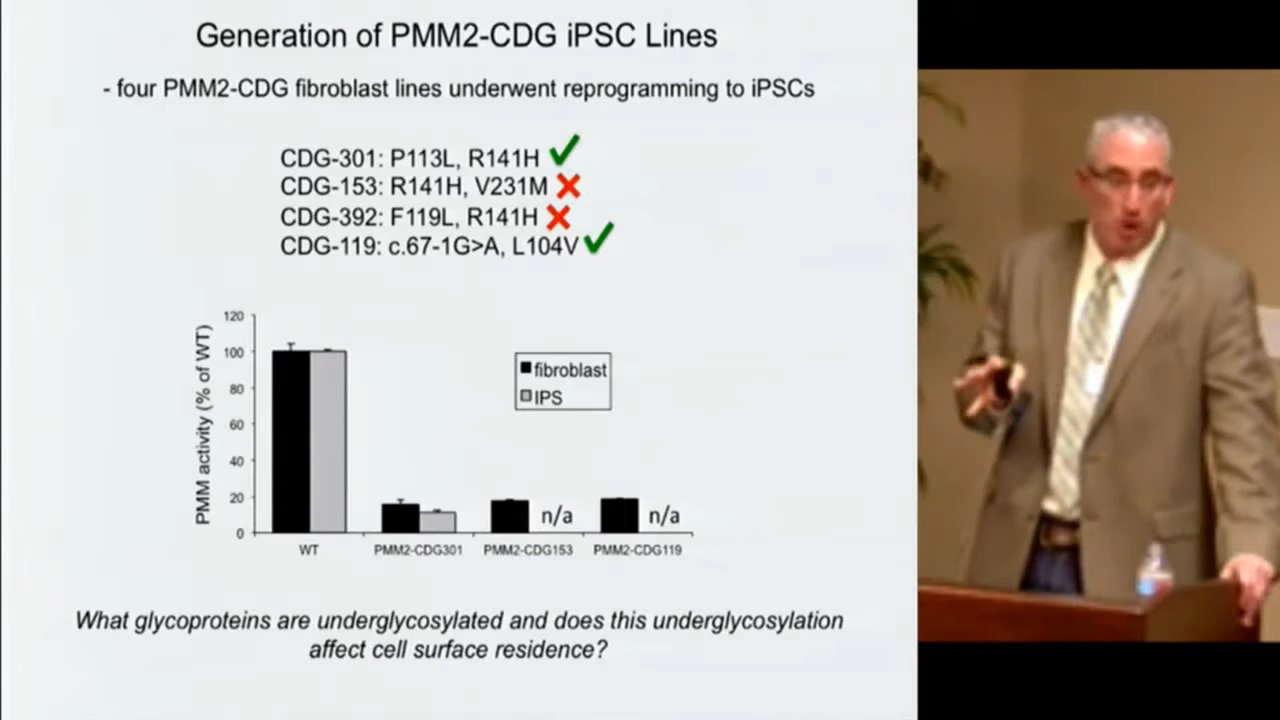 Generation of PMM2-CDG iPSC Lines
- four PMM2-CDG fibroblast lines underwent reprogramming to iPSCs
CDG-301: P113L, R141H
CDG-153: R141H, V231M
CDG-392: F119L, R141H
CDG-119: c.67-1G>A, L104V
PMM activity (% of WT)
120
100
80
60
40
20
0
fibroblast
IPS
n/a
n/a
WT
PMM2-CDG301
PMM2-CDG153
PMM2-CDG119
What glycoproteins are underglycosylated and does this underglycosylation
affect cell surface residence?